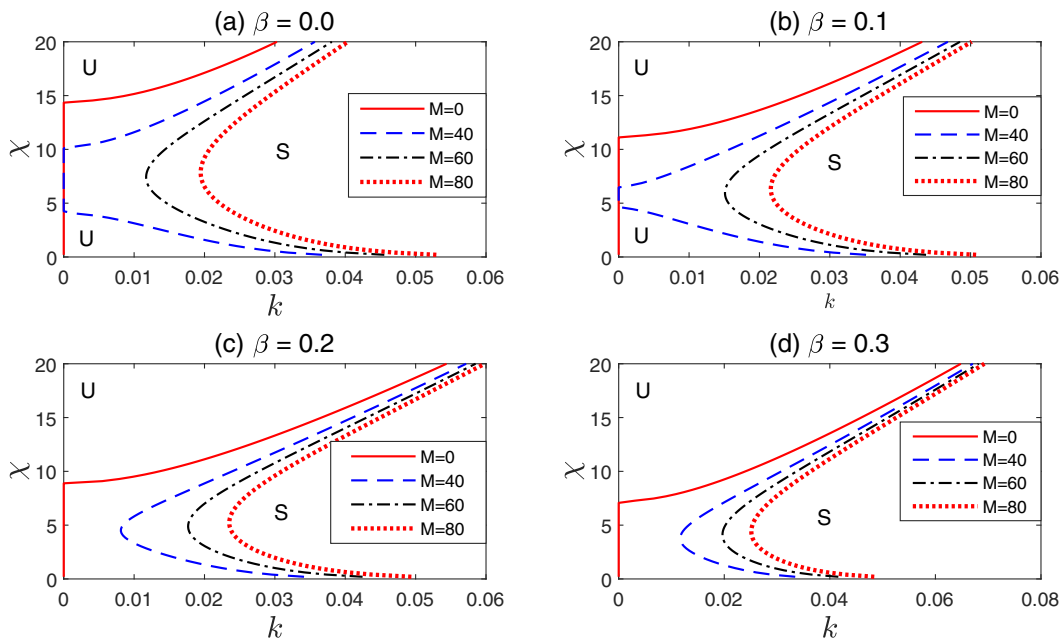 (a) β = 0.0
20
15
10
5
0
χ
U
U
S
M=0
M=40
M=60
M=80
0
0.01
0.02
0.03
0.04
0.05
0.06
k
(b) β = 0.1
20
15
10
5
0
χ
U
U
S
M=0
M=40
M=60
M=80
0
0.01
0.02
0.03
0.04
0.05
0.06
k
(c) β = 0.2
20
15
10
5
0
χ
U
S
M=0
M=40
M=60
M=80
0
0.01
0.02
0.03
0.04
0.05
0.06
k
(d) β = 0.3
20
15
10
5
0
χ
U
S
M=0
M=40
M=60
M=80
0
0.02
0.04
0.06
0.08
k